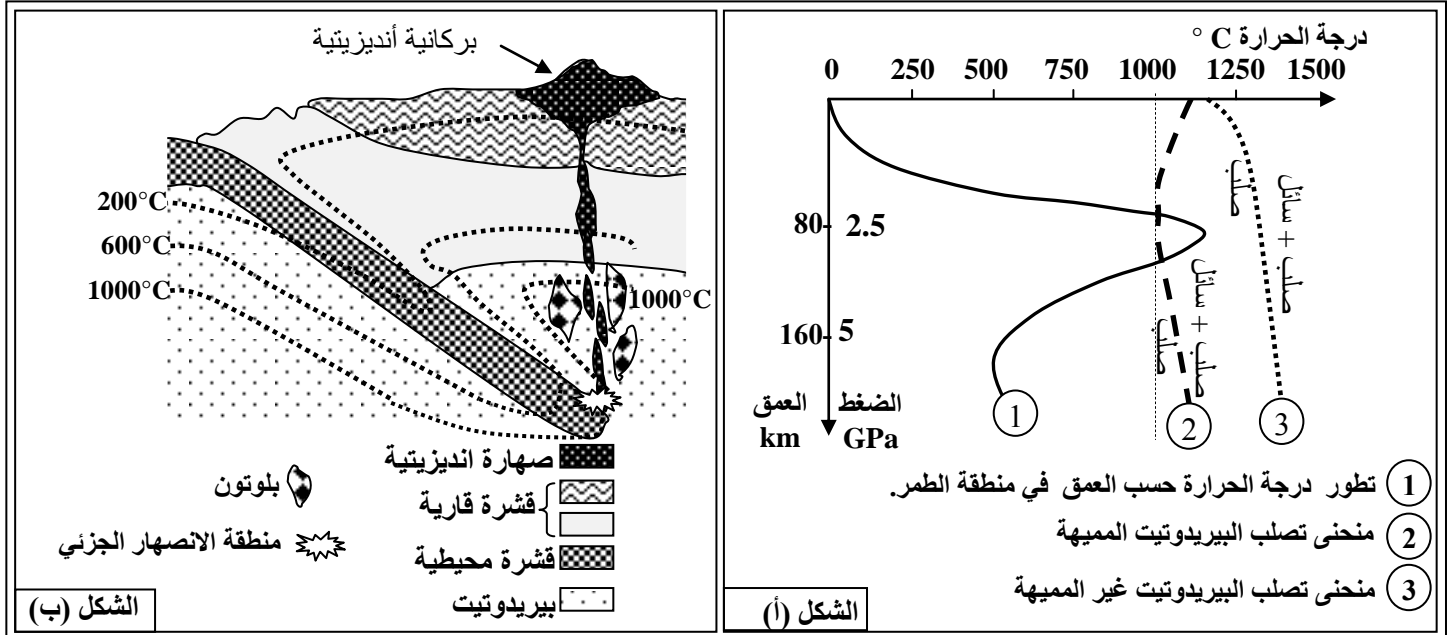 درجة الحرارة C °
0 250 500 750 1000 1250 1500
صلب
صلب + سائل
صلب
صلب + سائل
80 2.5
160 5
العمق
km
الضغط
GPa
1
2
3
1 تطور درجة الحرارة حسب العمق في منطقة الطمر.
2 منحنى تصلب البيريدوتيت المميهة
3 منحنى تصلب البيريدوتيت غير المميهة
الشكل (أ)
بركانية أنديزيتية
200°C
600°C
1000°C
1000°C
صهارة انديزيتية
قشرة قارية
قشرة محيطية
بيريدوتيت
بلوتون
منطقة الانصهار الجزئي
الشكل (ب)